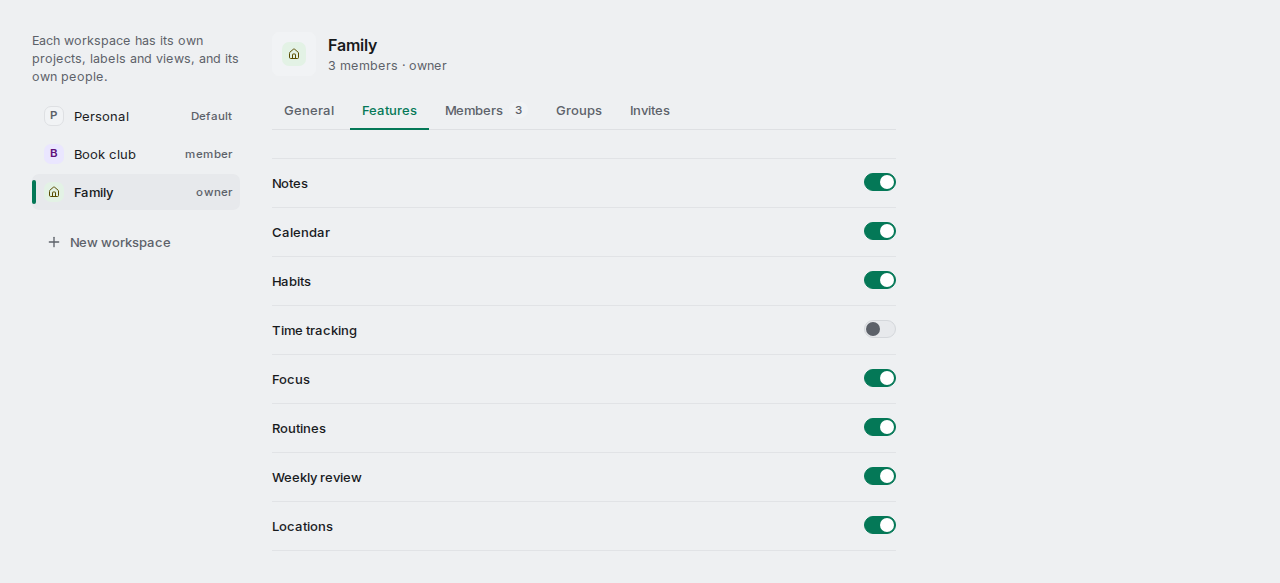 Each workspace has its own
projects, labels and views, and its
own people.
P Personal Default
B Book club member
Family owner
New workspace
Family
3 members · owner
General Features Members 3 Groups Invites
Notes
Calendar
Habits
Time tracking
Focus
Routines
Weekly review
Locations